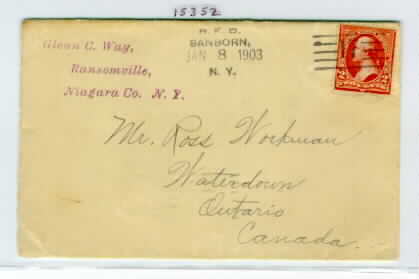 15352
R. F. D.
SANBORN,
JAN 8 1903
N. Y.
Glenn C. Way,
Ransomville,
Niagara Co. N. Y.
Mr. Ross Workman
Waterdown
Ontario
Canada